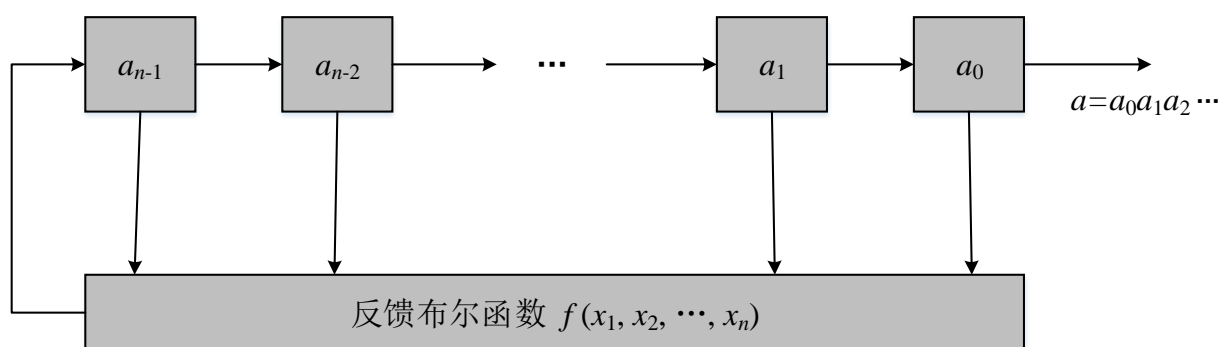 aₙ₋₁ aₙ₋₂ ⋯ a₁ a₀
a=a₀a₁a₂⋯
反馈布尔函数 f(x₁, x₂, ⋯, xₙ)